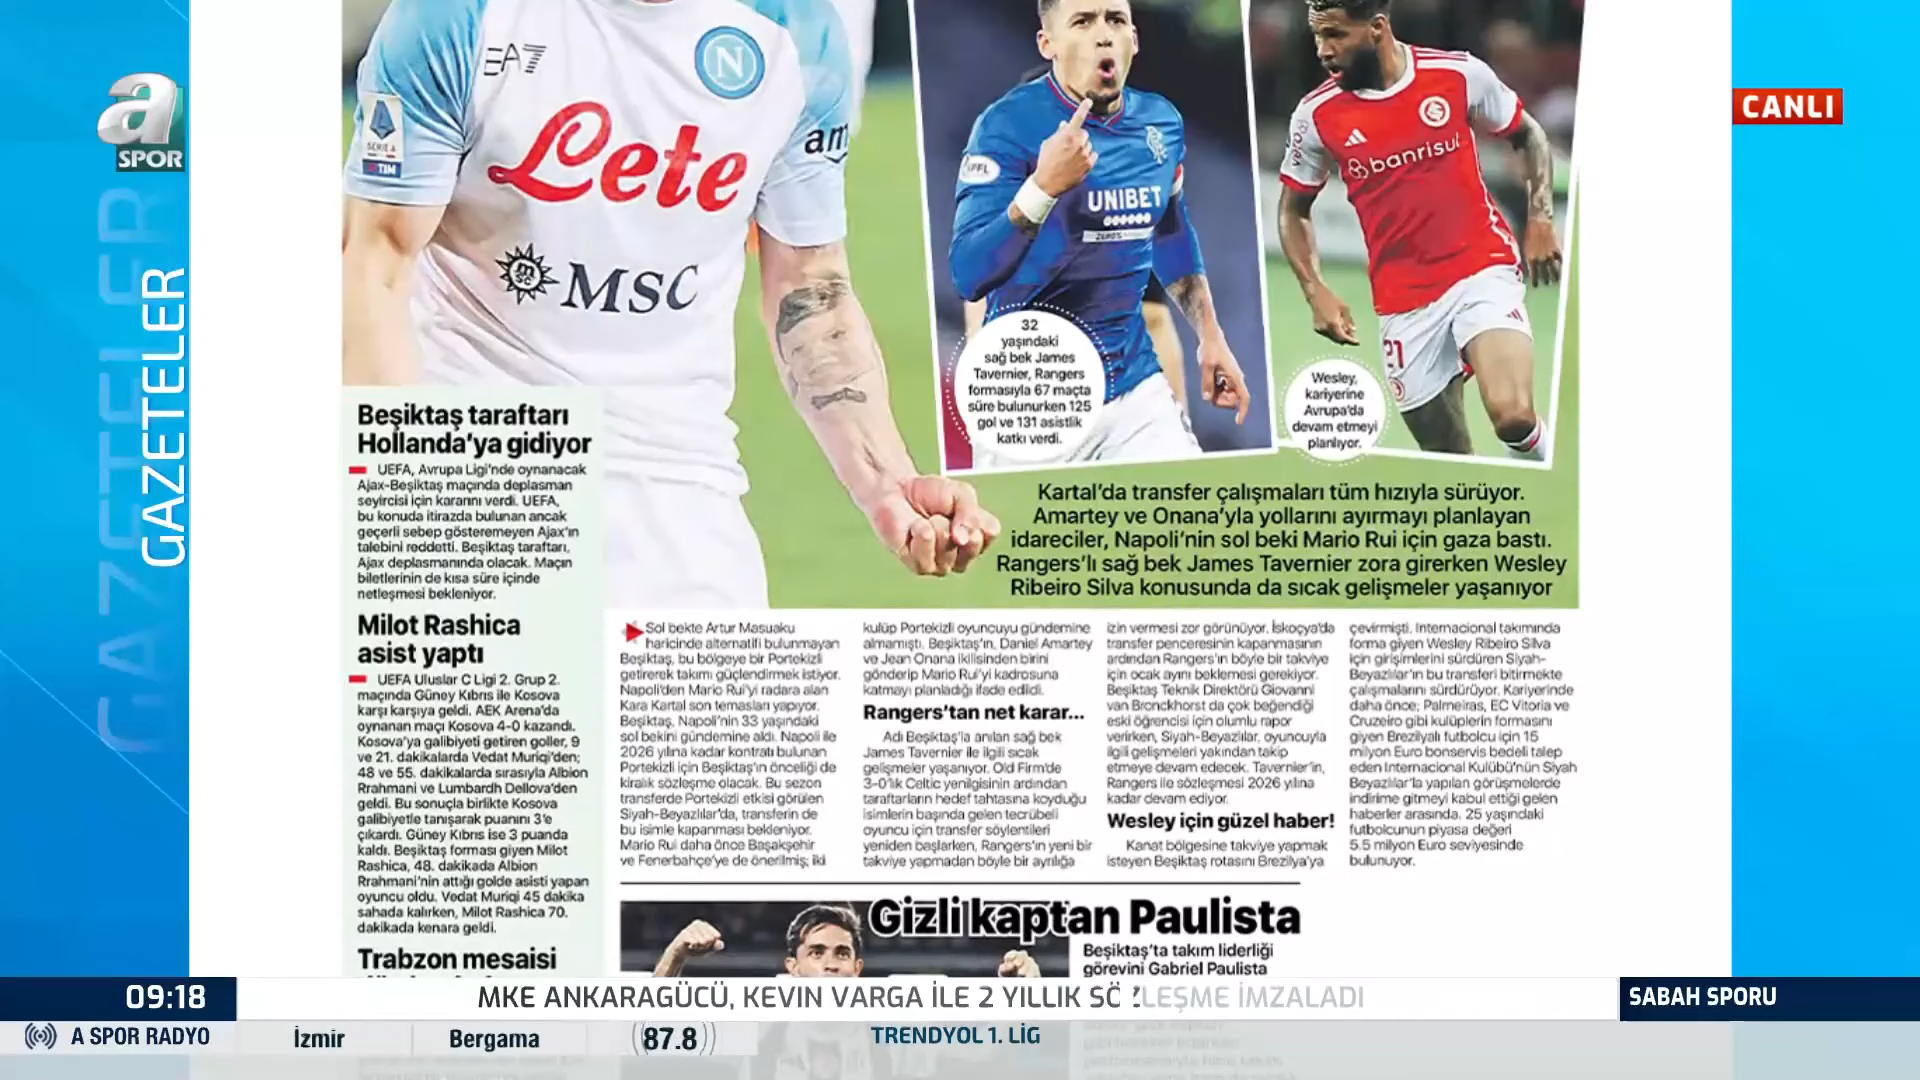 a
SPOR
GAZETELER
GAZETELER
CANLI
EA7
N
SERIE A
TIM
Lete
am
MSC
SPFL
UNIBET
banrisul
vero
21
32
yaşındaki
sağ bek James
Tavernier, Rangers
formasıyla 67 maçta
süre bulunurken 125
gol ve 131 asistlik
katkı verdi.
Wesley,
kariyerine
Avrupa'da
devam etmeyi
planlıyor.
Kartal'da transfer çalışmaları tüm hızıyla sürüyor.
Amartey ve Onana'yla yollarını ayırmayı planlayan
idareciler, Napoli'nin sol beki Mario Rui için gaza bastı.
Rangers'lı sağ bek James Tavernier zora girerken Wesley
Ribeiro Silva konusunda da sıcak gelişmeler yaşanıyor
Beşiktaş taraftarı
Hollanda'ya gidiyor
UEFA, Avrupa Ligi'nde oynanacak
Ajax-Beşiktaş maçında deplasman
seyircisi için kararını verdi. UEFA,
bu konuda itirazda bulunan ancak
geçerli sebep gösteremeyen Ajax'ın
talebini reddetti. Beşiktaş taraftarı,
Ajax deplasmanında olacak. Maçın
biletlerinin de kısa süre içinde
netleşmesi bekleniyor.
Milot Rashica
asist yaptı
UEFA Uluslar C Ligi 2. Grup 2.
maçında Güney Kıbrıs ile Kosova
karşı karşıya geldi. AEK Arena'da
oynanan maçı Kosova 4-0 kazandı.
Kosova'ya galibiyeti getiren goller, 9
ve 21. dakikalarda Vedat Muriqi'den;
48 ve 55. dakikalarda sırasıyla Albion
Rrahmani ve Lumbardh Dellova'den
geldi. Bu sonuçla birlikte Kosova
galibiyetle tanışarak puanını 3'e
çıkardı. Güney Kıbrıs ise 3 puanda
kaldı. Beşiktaş forması giyen Milot
Rashica, 48. dakikada Albion
Rrahmani'nin attığı golde asisti yapan
oyuncu oldu. Vedat Muriqi 45 dakika
sahada kalırken, Milot Rashica 70.
dakikada kenara geldi.
Trabzon mesaisi
Sol bekte Artur Masuaku
haricinde alternatifi bulunmayan
Beşiktaş, bu bölgeye bir Portekizli
getirerek takımı güçlendirmek istiyor.
Napoli'den Mario Rui'yi radara alan
Kara Kartal son temasları yapıyor.
Beşiktaş, Napoli'nin 33 yaşındaki
sol bekini gündemine aldı. Napoli ile
2026 yılına kadar kontratı bulunan
Portekizli için Beşiktaş'ın önceliği de
kiralık sözleşme olacak. Bu sezon
transferde Portekizli etkisi görülen
Siyah-Beyazlılar'da, transferin de
bu isimle kapanması bekleniyor.
Mario Rui daha önce Başakşehir
ve Fenerbahçe'ye de önerilmiş; iki
kulüp Portekizli oyuncuyu gündemine
almamıştı. Beşiktaş'ın, Daniel Amartey
ve Jean Onana ikilisinden birini
gönderip Mario Rui'yi kadrosuna
katmayı planladığı ifade edildi.
Rangers'tan net karar...
Adı Beşiktaş'la anılan sağ bek
James Tavernier ile ilgili sıcak
gelişmeler yaşanıyor. Old Firm'de
3-0'lık Celtic yenilgisinin ardından
taraftarların hedef tahtasına koyduğu
isimlerin başında gelen tecrübeli
oyuncu için transfer söylentileri
yeniden başlarken, Rangers'ın yeni bir
takviye yapmadan böyle bir ayrılığa
izin vermesi zor görünüyor. İskoçya'da
transfer penceresinin kapanmasının
ardından Rangers'ın böyle bir takviye
için ocak ayını beklemesi gerekiyor.
Beşiktaş Teknik Direktörü Giovanni
van Bronckhorst da çok beğendiği
eski öğrencisi için olumlu rapor
verirken, Siyah-Beyazlılar, oyuncuyla
ilgili gelişmeleri yakından takip
etmeye devam edecek. Tavernier'in,
Rangers ile sözleşmesi 2026 yılına
kadar devam ediyor.
Wesley için güzel haber!
Kanat bölgesine takviye yapmak
isteyen Beşiktaş rotasını Brezilya'ya
çevirmişti. Internacional takımında
forma giyen Wesley Ribeiro Silva
için girişimlerini sürdüren Siyah-
Beyazlılar'ın bu transferi bitirmekte
çalışmalarını sürdürüyor. Kariyerinde
daha önce; Palmeiras, EC Vitoria ve
Cruzeiro gibi kulüplerin formasını
giyen Brezilyalı futbolcu için 15
milyon Euro bonservis bedeli talep
eden Internacional Kulübü'nün Siyah
Beyazlılar'la yapılan görüşmelerde
indirime gitmeyi kabul ettiği gelen
haberler arasında. 25 yaşındaki
futbolcunun piyasa değeri
5.5 milyon Euro seviyesinde
bulunuyor.
Gizli kaptan Paulista
Beşiktaş'ta takım liderliği
görevini Gabriel Paulista
09:18
MKE ANKARAGÜCÜ, KEVIN VARGA İLE 2 YILLIK SÖZLEŞME İMZALADI
SABAH SPORU
A SPOR RADYO
İzmir
Bergama
87.8
TRENDYOL 1. LİG